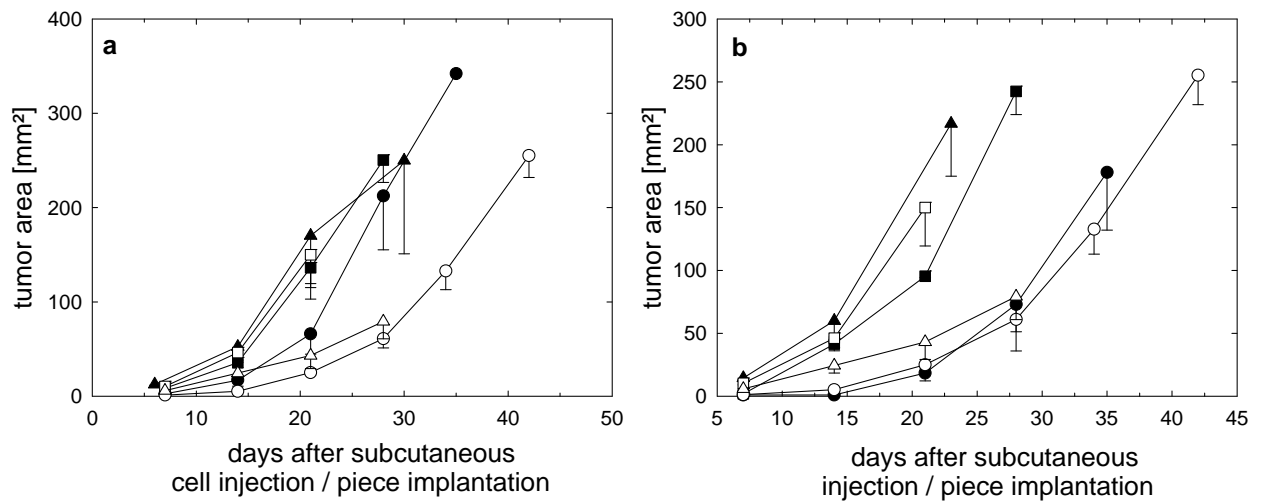 a
400
300
200
100
0
tumor area [mm²]
0 10 20 30 40 50
days after subcutaneous
cell injection / piece implantation
b
300
250
200
150
100
50
0
tumor area [mm²]
5 10 15 20 25 30 35 40 45
days after subcutaneous
injection / piece implantation